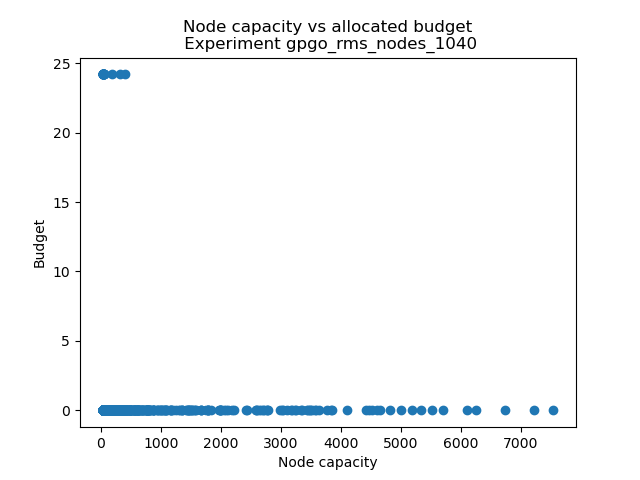 Node capacity vs allocated budget
Experiment gpgo_rms_nodes_1040
25
20
15
10
5
0
Budget
0 1000 2000 3000 4000 5000 6000 7000
Node capacity